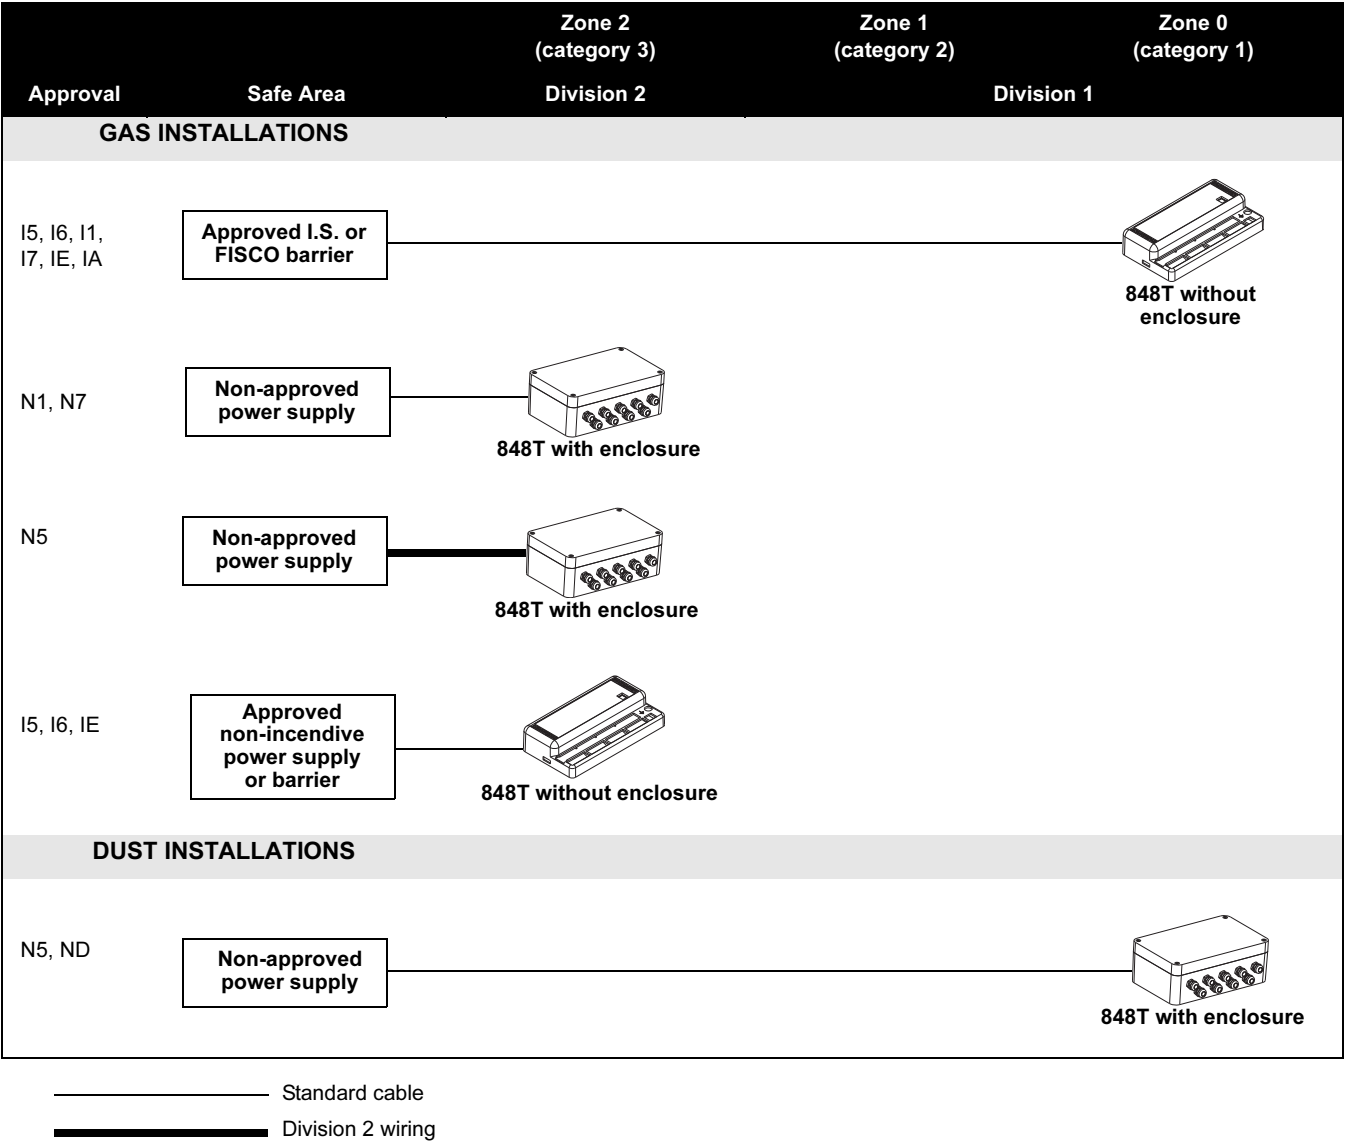 Zone 2
(category 3)
Zone 1
(category 2)
Zone 0
(category 1)
Approval
Safe Area
Division 2
Division 1
GAS INSTALLATIONS
I5, I6, I1,
I7, IE, IA
Approved I.S. or
FISCO barrier
848T without
enclosure
N1, N7
Non-approved
power supply
848T with enclosure
N5
Non-approved
power supply
848T with enclosure
I5, I6, IE
Approved
non-incendive
power supply
or barrier
848T without enclosure
DUST INSTALLATIONS
N5, ND
Non-approved
power supply
848T with enclosure
Standard cable
Division 2 wiring